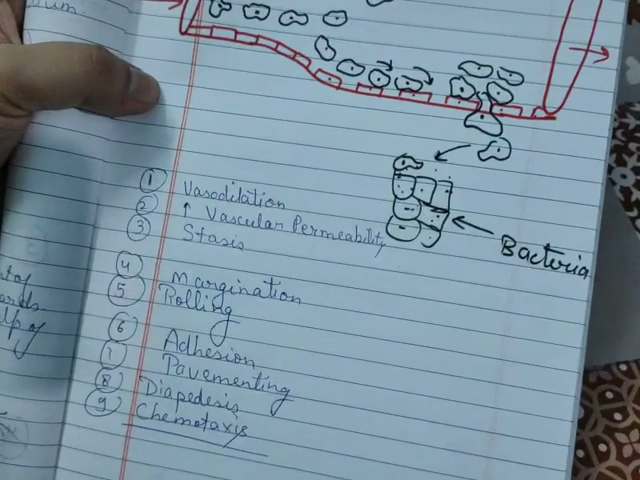 Bacteria
① Vasodilation
② ↑ Vascular Permeability
③ Stasis
④ Margination
⑤ Rolling
⑥ Adhesion
⑦ Pavementing
⑧ Diapedesis
⑨ Chemotaxis